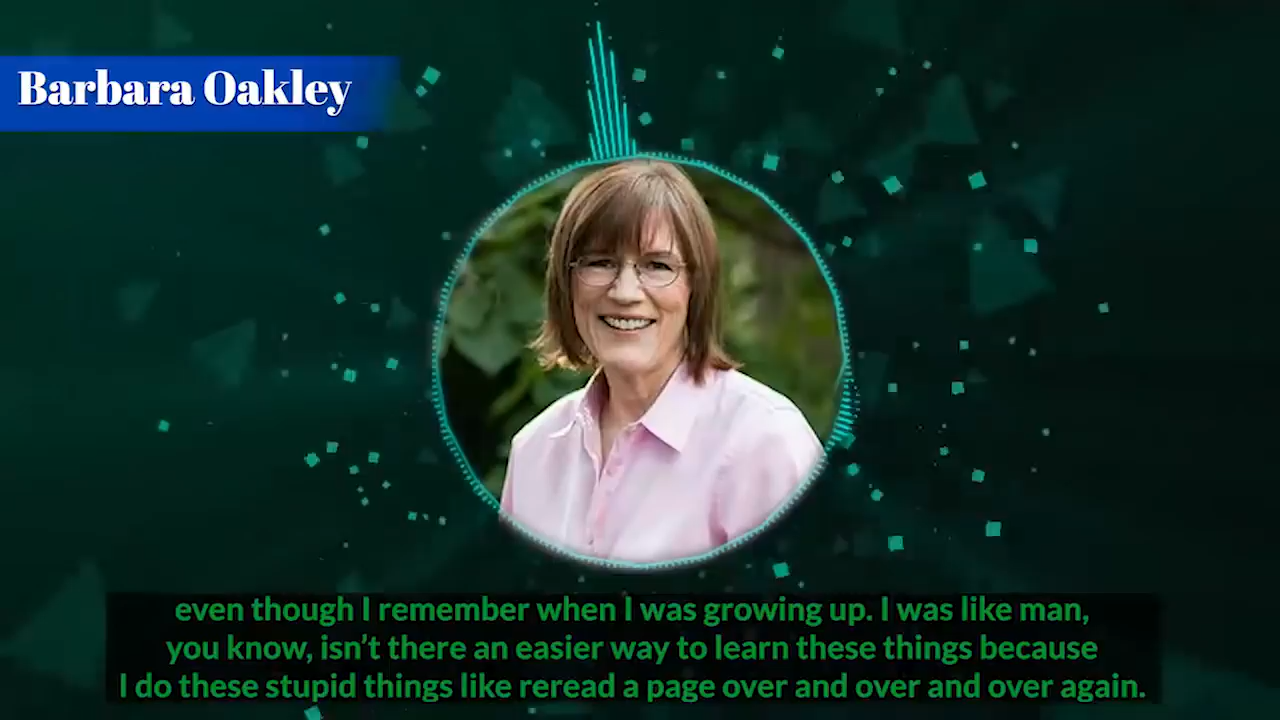 Barbara Oakley
even though I remember when I was growing up. I was like man,
you know, isn’t there an easier way to learn these things because
I do these stupid things like reread a page over and over and over again.